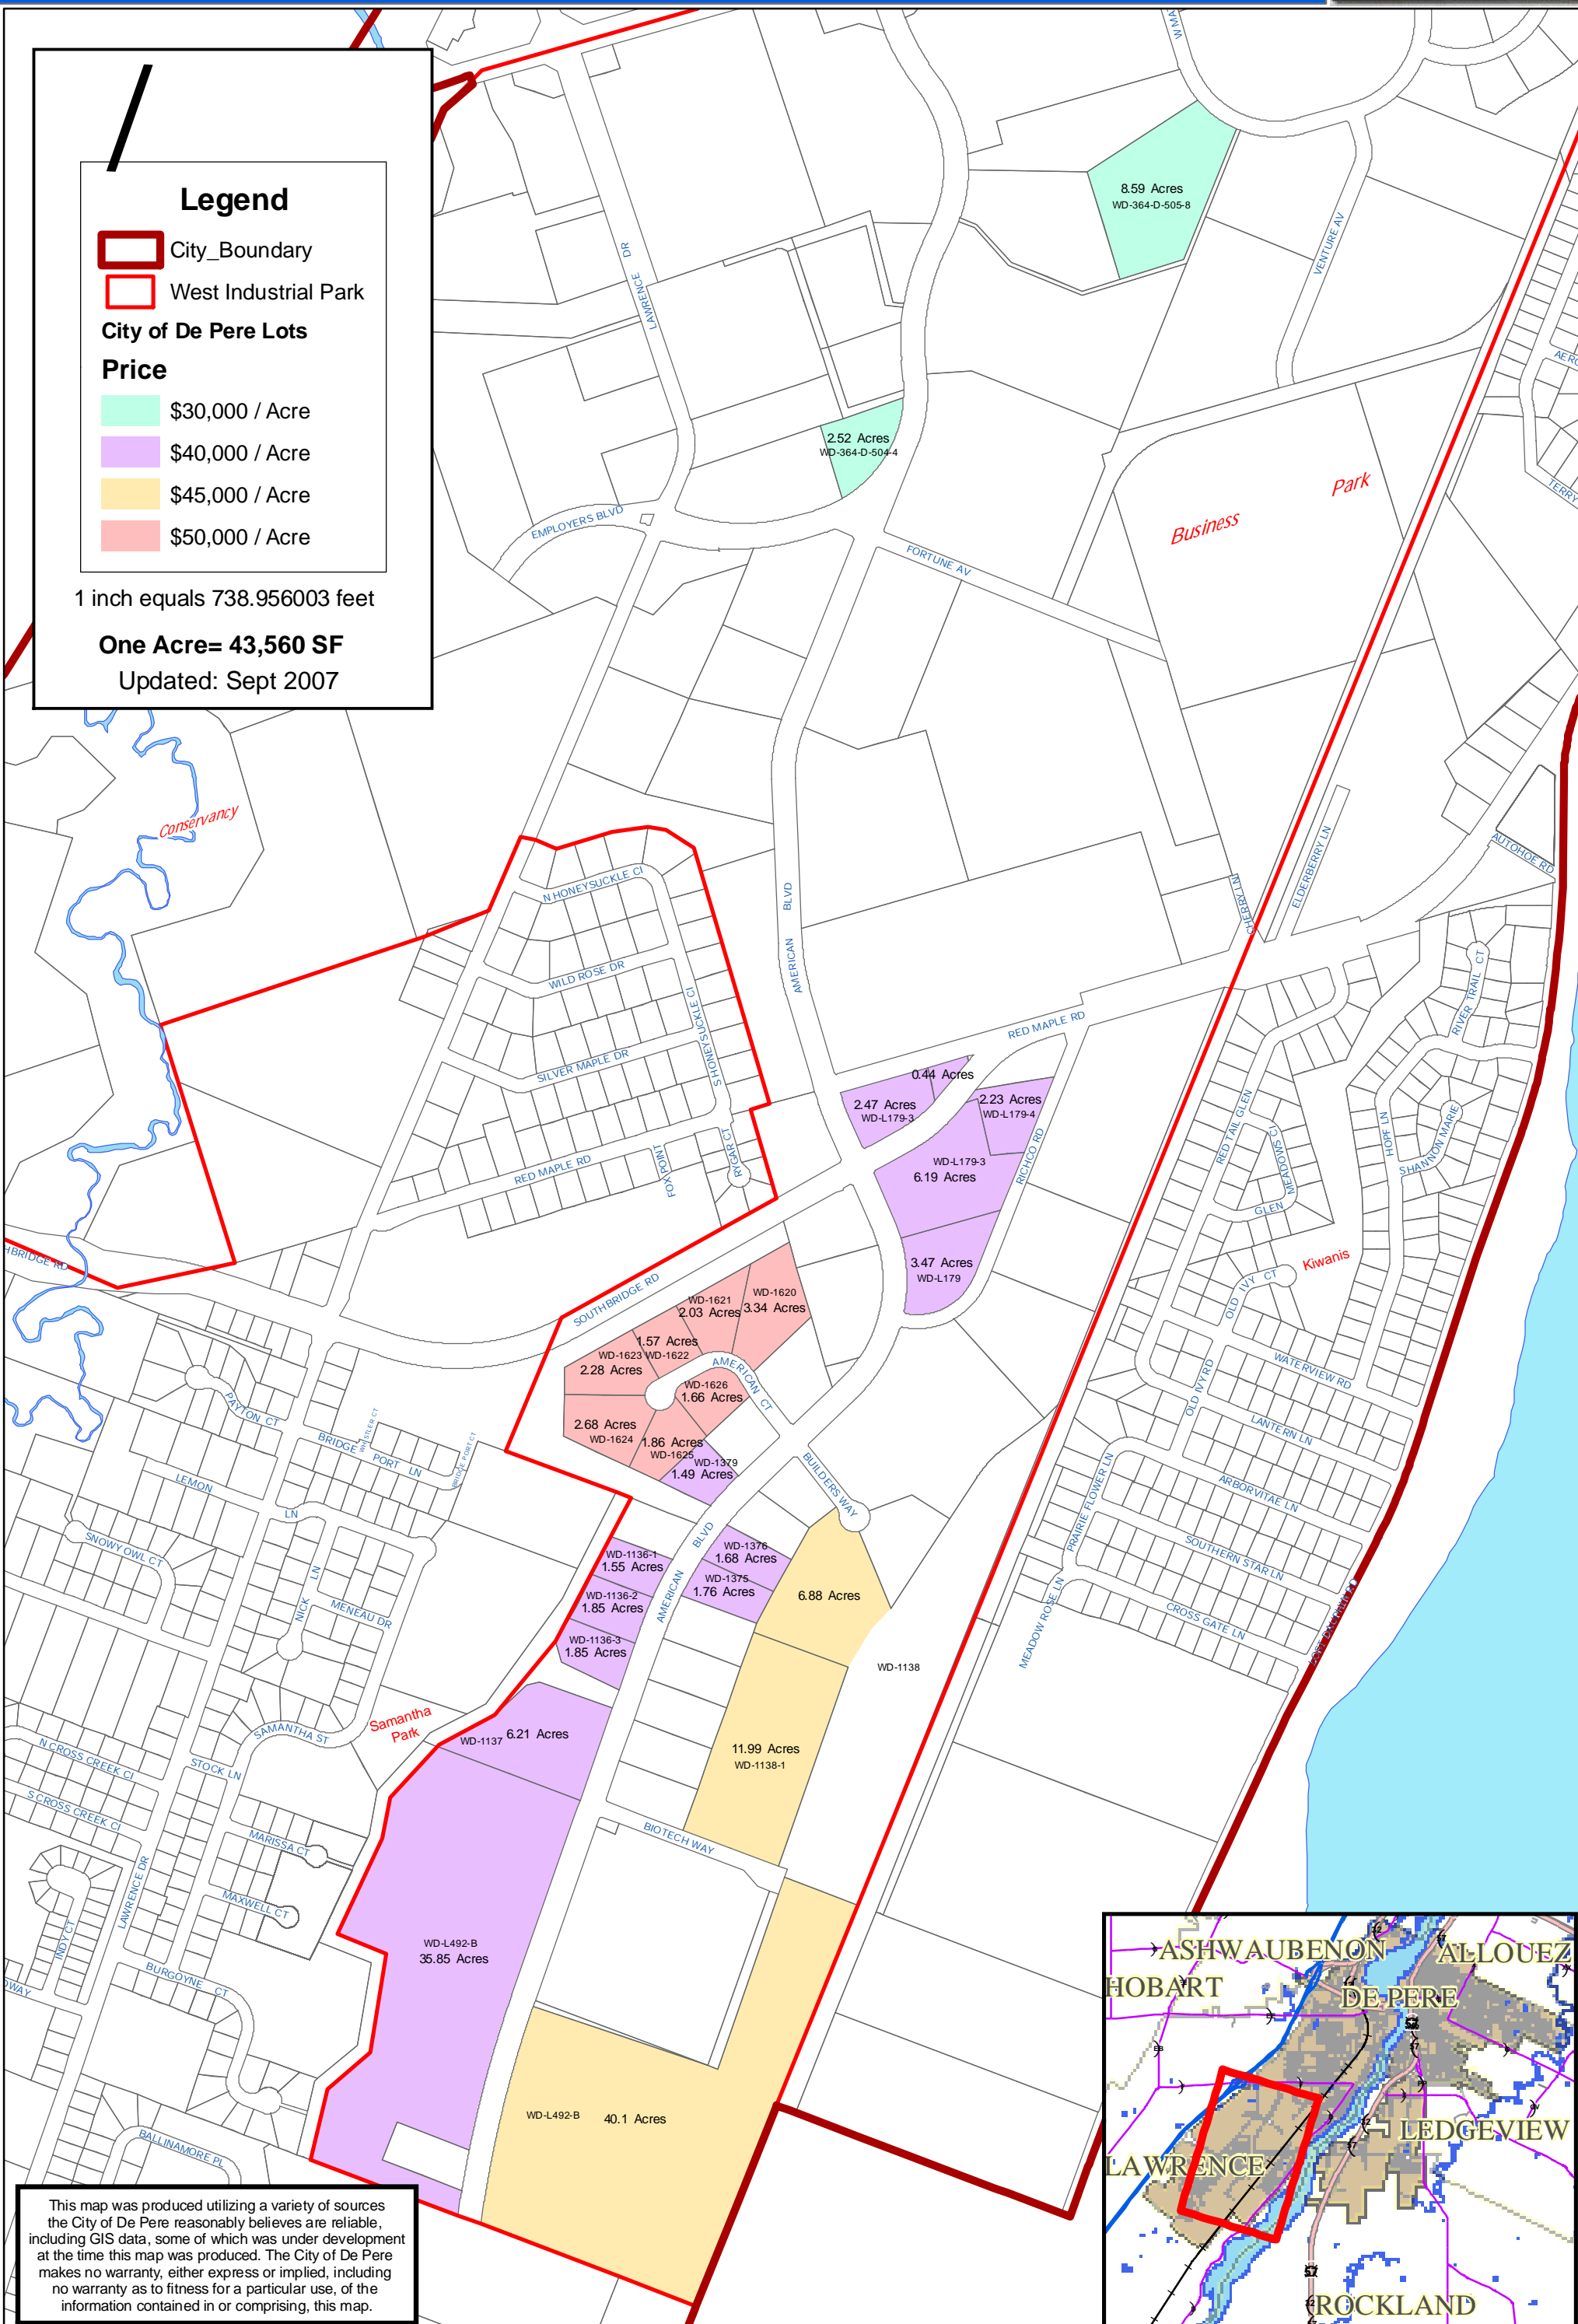 Legend
City_Boundary
West Industrial Park
City of De Pere Lots
Price
$30,000 / Acre
$40,000 / Acre
$45,000 / Acre
$50,000 / Acre
1 inch equals 738.956003 feet
One Acre= 43,560 SF
Updated: Sept 2007
W MA
8.59 Acres
WD-364-D-505-8
VENTURE AV
LAWRENCE DR
AERO
2.52 Acres
WD-364-D-504-4
EMPLOYERS BLVD
FORTUNE AV
Business Park
TERRY
Conservancy
N HONEYSUCKLE CI
WILD ROSE DR
SILVER MAPLE DR
S HONEYSUCKLE CI
RED MAPLE RD
FOX POINT
RYGAR CT
AMERICAN BLVD
CHERRY LN
ELDERBERRY LN
AUTOHOE RD
RIVER TRAIL CT
RED MAPLE RD
0.44 Acres
2.47 Acres
WD-L179-3
2.23 Acres
WD-L179-4
WD-L179-3
6.19 Acres
RICHCO RD
3.47 Acres
WD-L179
RED TAIL GLEN
MEADOWS CI
GLEN
HOFF LN
SHANNON MARIE
Kiwanis
OLD IVY CT
HBRIDGE RD
SOUTHBRIDGE RD
WD-1620
3.34 Acres
WD-1621
2.03 Acres
1.57 Acres
WD-1622
WD-1623
2.28 Acres
AMERICAN CT
WD-1626
1.66 Acres
2.68 Acres
WD-1624
1.86 Acres
WD-1625
WD-1379
1.49 Acres
BUILDERS WAY
WATERVIEW RD
OLD IVY RD
LANTERN LN
ARBORVITAE LN
PRAIRIE FLOWER LN
SOUTHERN STAR LN
CROSS GATE LN
MEADOW ROSE LN
PAYTON CT
WHISTLER CT
BRIDGE PORT LN
BRIDGE PORT CT
LEMON LN
SNOWY OWL CT
NICK LN
MENEAU DR
AMERICAN BLVD
WD-1136-1
1.55 Acres
WD-1136-2
1.85 Acres
WD-1136-3
1.85 Acres
WD-1376
1.68 Acres
WD-1375
1.76 Acres
6.88 Acres
WD-1138
Samantha
Park
SAMANTHA ST
WD-1137
6.21 Acres
11.99 Acres
WD-1138-1
N CROSS CREEK CI
S CROSS CREEK CI
STOCK LN
MARISSA CT
MAXWELL CT
LAWRENCE DR
INDY CT
BIOTECH WAY
WD-L492-B
35.85 Acres
DWAY
BURGOYNE CT
BALLINAMORE PL
WD-L492-B
40.1 Acres
This map was produced utilizing a variety of sources
the City of De Pere reasonably believes are reliable,
including GIS data, some of which was under development
at the time this map was produced. The City of De Pere
makes no warranty, either express or implied, including
no warranty as to fitness for a particular use, of the
information contained in or comprising, this map.
ASHWAUBENON
ALLOUEZ
HOBART
DE PERE
LEDGEVIEW
LAWRENCE
57
ROCKLAND